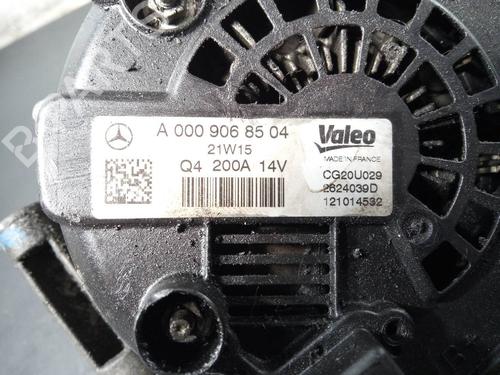 A 000 906 85 04
21W15
Q4 200A 14V
Valeo
MADE IN FRANCE
CG20U029
2624039D
121014532